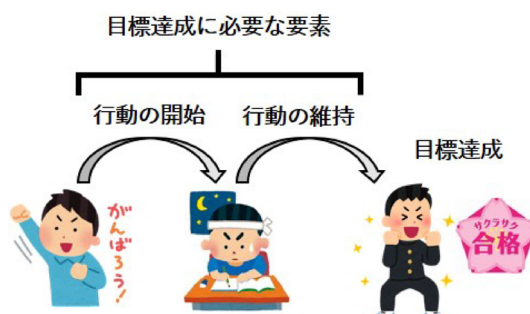 目標達成に必要な要素
行動の開始
行動の維持
目標達成
がんばろう!
サクラサク
合格